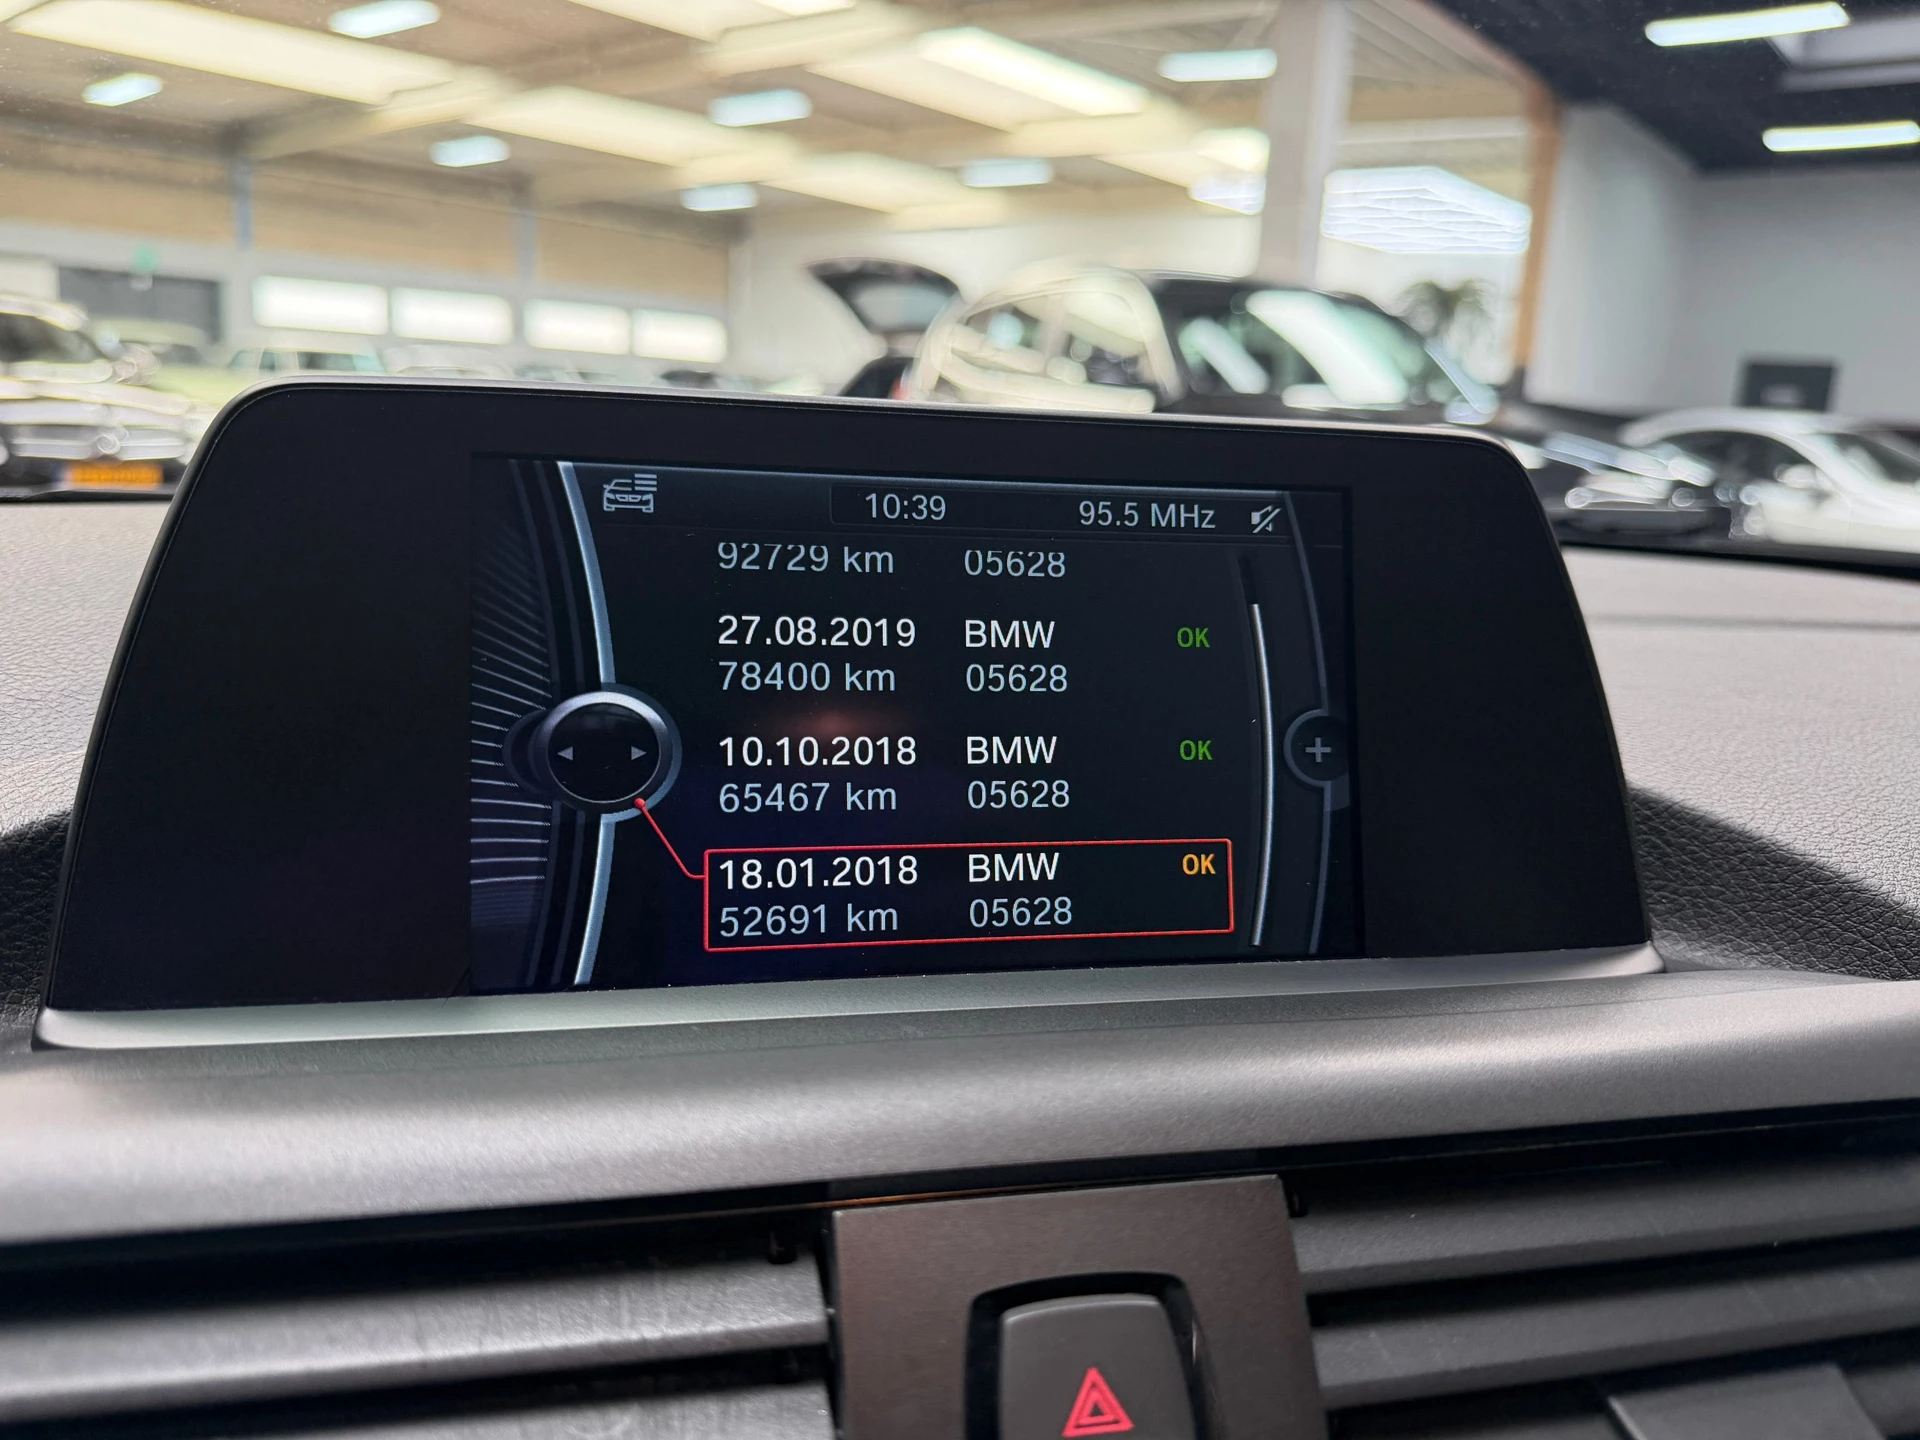 10:39 95.5 MHz
92729 km 05628
27.08.2019 BMW OK
78400 km 05628
10.10.2018 BMW OK
65467 km 05628
18.01.2018 BMW OK
52691 km 05628